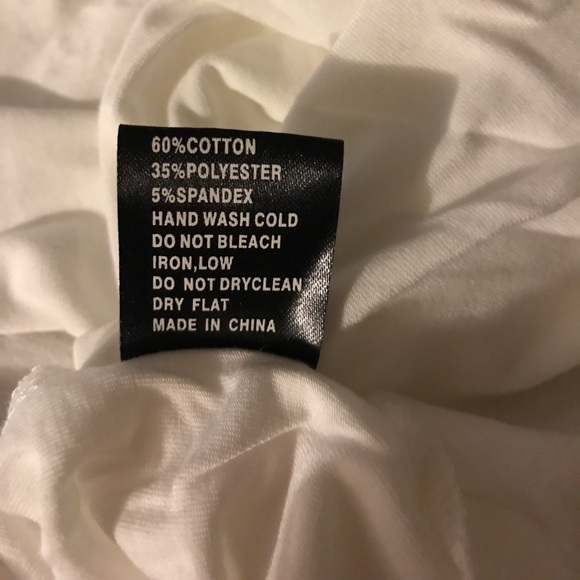 60%COTTON
35%POLYESTER
5%SPANDEX
HAND WASH COLD
DO NOT BLEACH
IRON,LOW
DO NOT DRYCLEAN
DRY FLAT
MADE IN CHINA